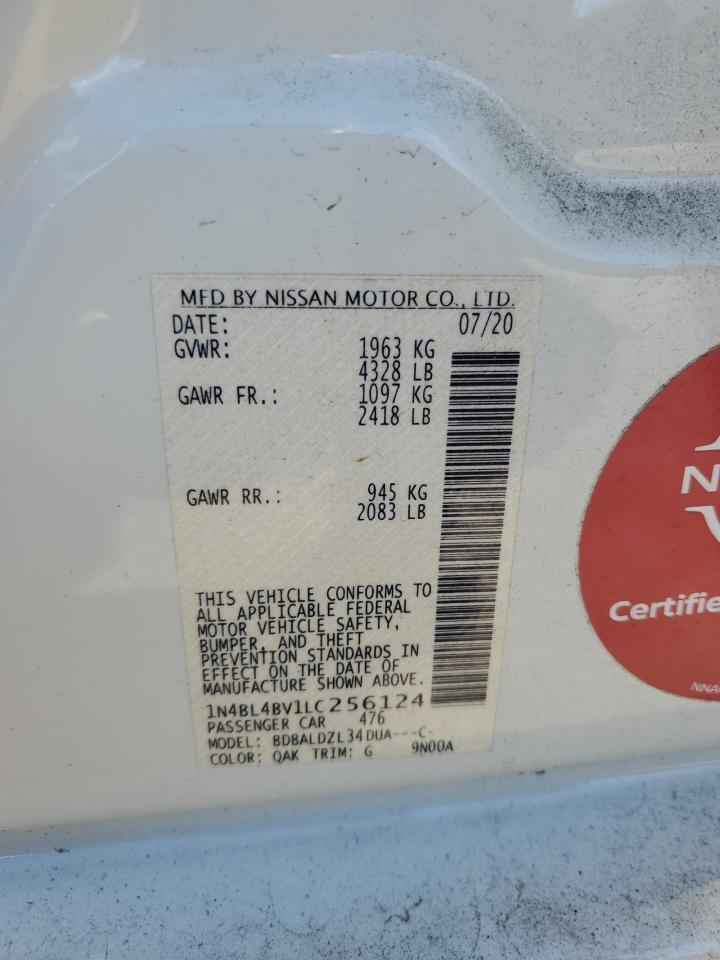 MFD BY NISSAN MOTOR CO., LTD.
DATE: 07/20
GVWR: 1963 KG
4328 LB
GAWR FR.: 1097 KG
2418 LB
GAWR RR.: 945 KG
2083 LB
THIS VEHICLE CONFORMS TO
ALL APPLICABLE FEDERAL
MOTOR VEHICLE SAFETY,
BUMPER, AND THEFT
PREVENTION STANDARDS IN
EFFECT ON THE DATE OF
MANUFACTURE SHOWN ABOVE.
1N4BL4BV1LC256124
PASSENGER CAR 476
MODEL: BDBALDZL34DUA---C-
COLOR: QAK TRIM: G 9N00A